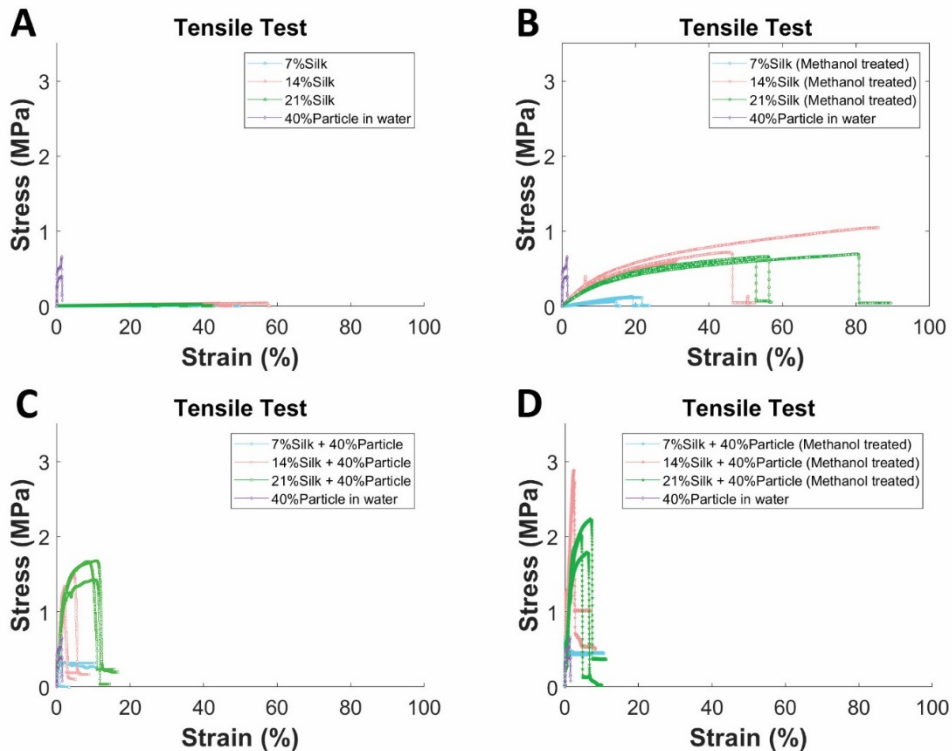 A
Tensile Test
7%Silk
14%Silk
21%Silk
40%Particle in water
Stress (MPa)
3
2
1
0
0 20 40 60 80 100
Strain (%)
B
Tensile Test
7%Silk (Methanol treated)
14%Silk (Methanol treated)
21%Silk (Methanol treated)
40%Particle in water
Stress (MPa)
3
2
1
0
0 20 40 60 80 100
Strain (%)
C
Tensile Test
7%Silk + 40%Particle
14%Silk + 40%Particle
21%Silk + 40%Particle
40%Particle in water
Stress (MPa)
3
2
1
0
0 20 40 60 80 100
Strain (%)
D
Tensile Test
7%Silk + 40%Particle (Methanol treated)
14%Silk + 40%Particle (Methanol treated)
21%Silk + 40%Particle (Methanol treated)
40%Particle in water
Stress (MPa)
3
2
1
0
0 20 40 60 80 100
Strain (%)